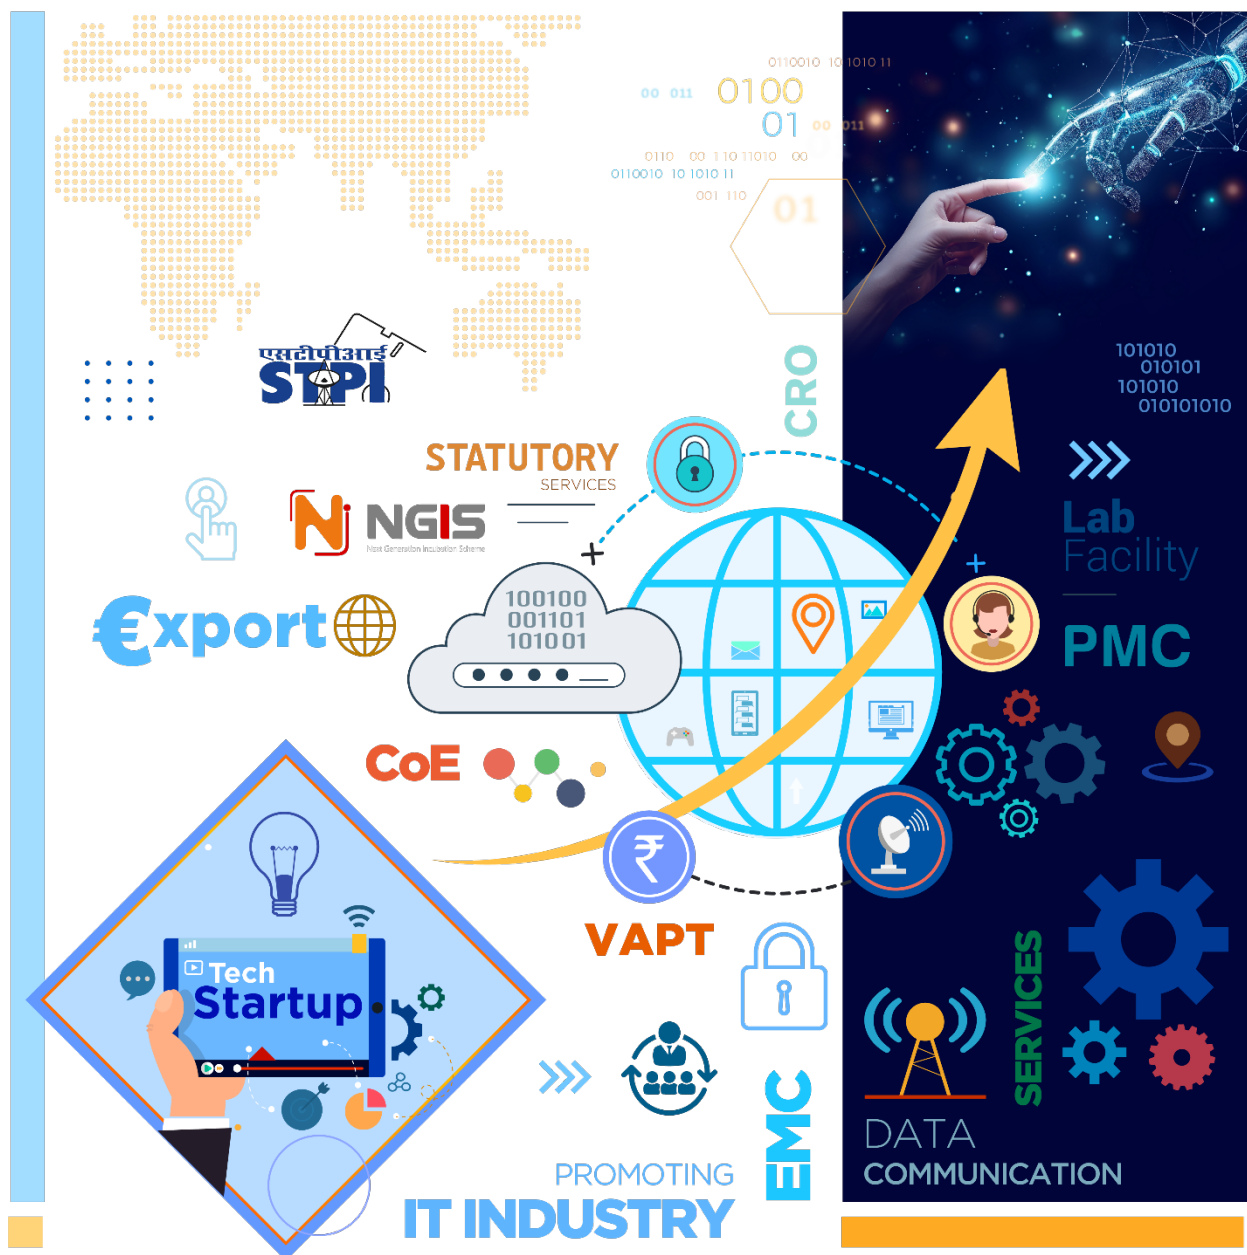 0110010 10 1010 11
00 011
0100
01
00 011
0110 00 110 11010 00
0110010 10 1010 11
001 110
01
एसटीपीआई
STPI
101010
010101
101010
010101010
CRO
STATUTORY
SERVICES
NGIS
Next Generation Incubation Scheme
Lab
Facility
€xport
100100
001101
101001
PMC
CoE
₹
VAPT
Tech
Startup
SERVICES
EMC
DATA
COMMUNICATION
PROMOTING
IT INDUSTRY